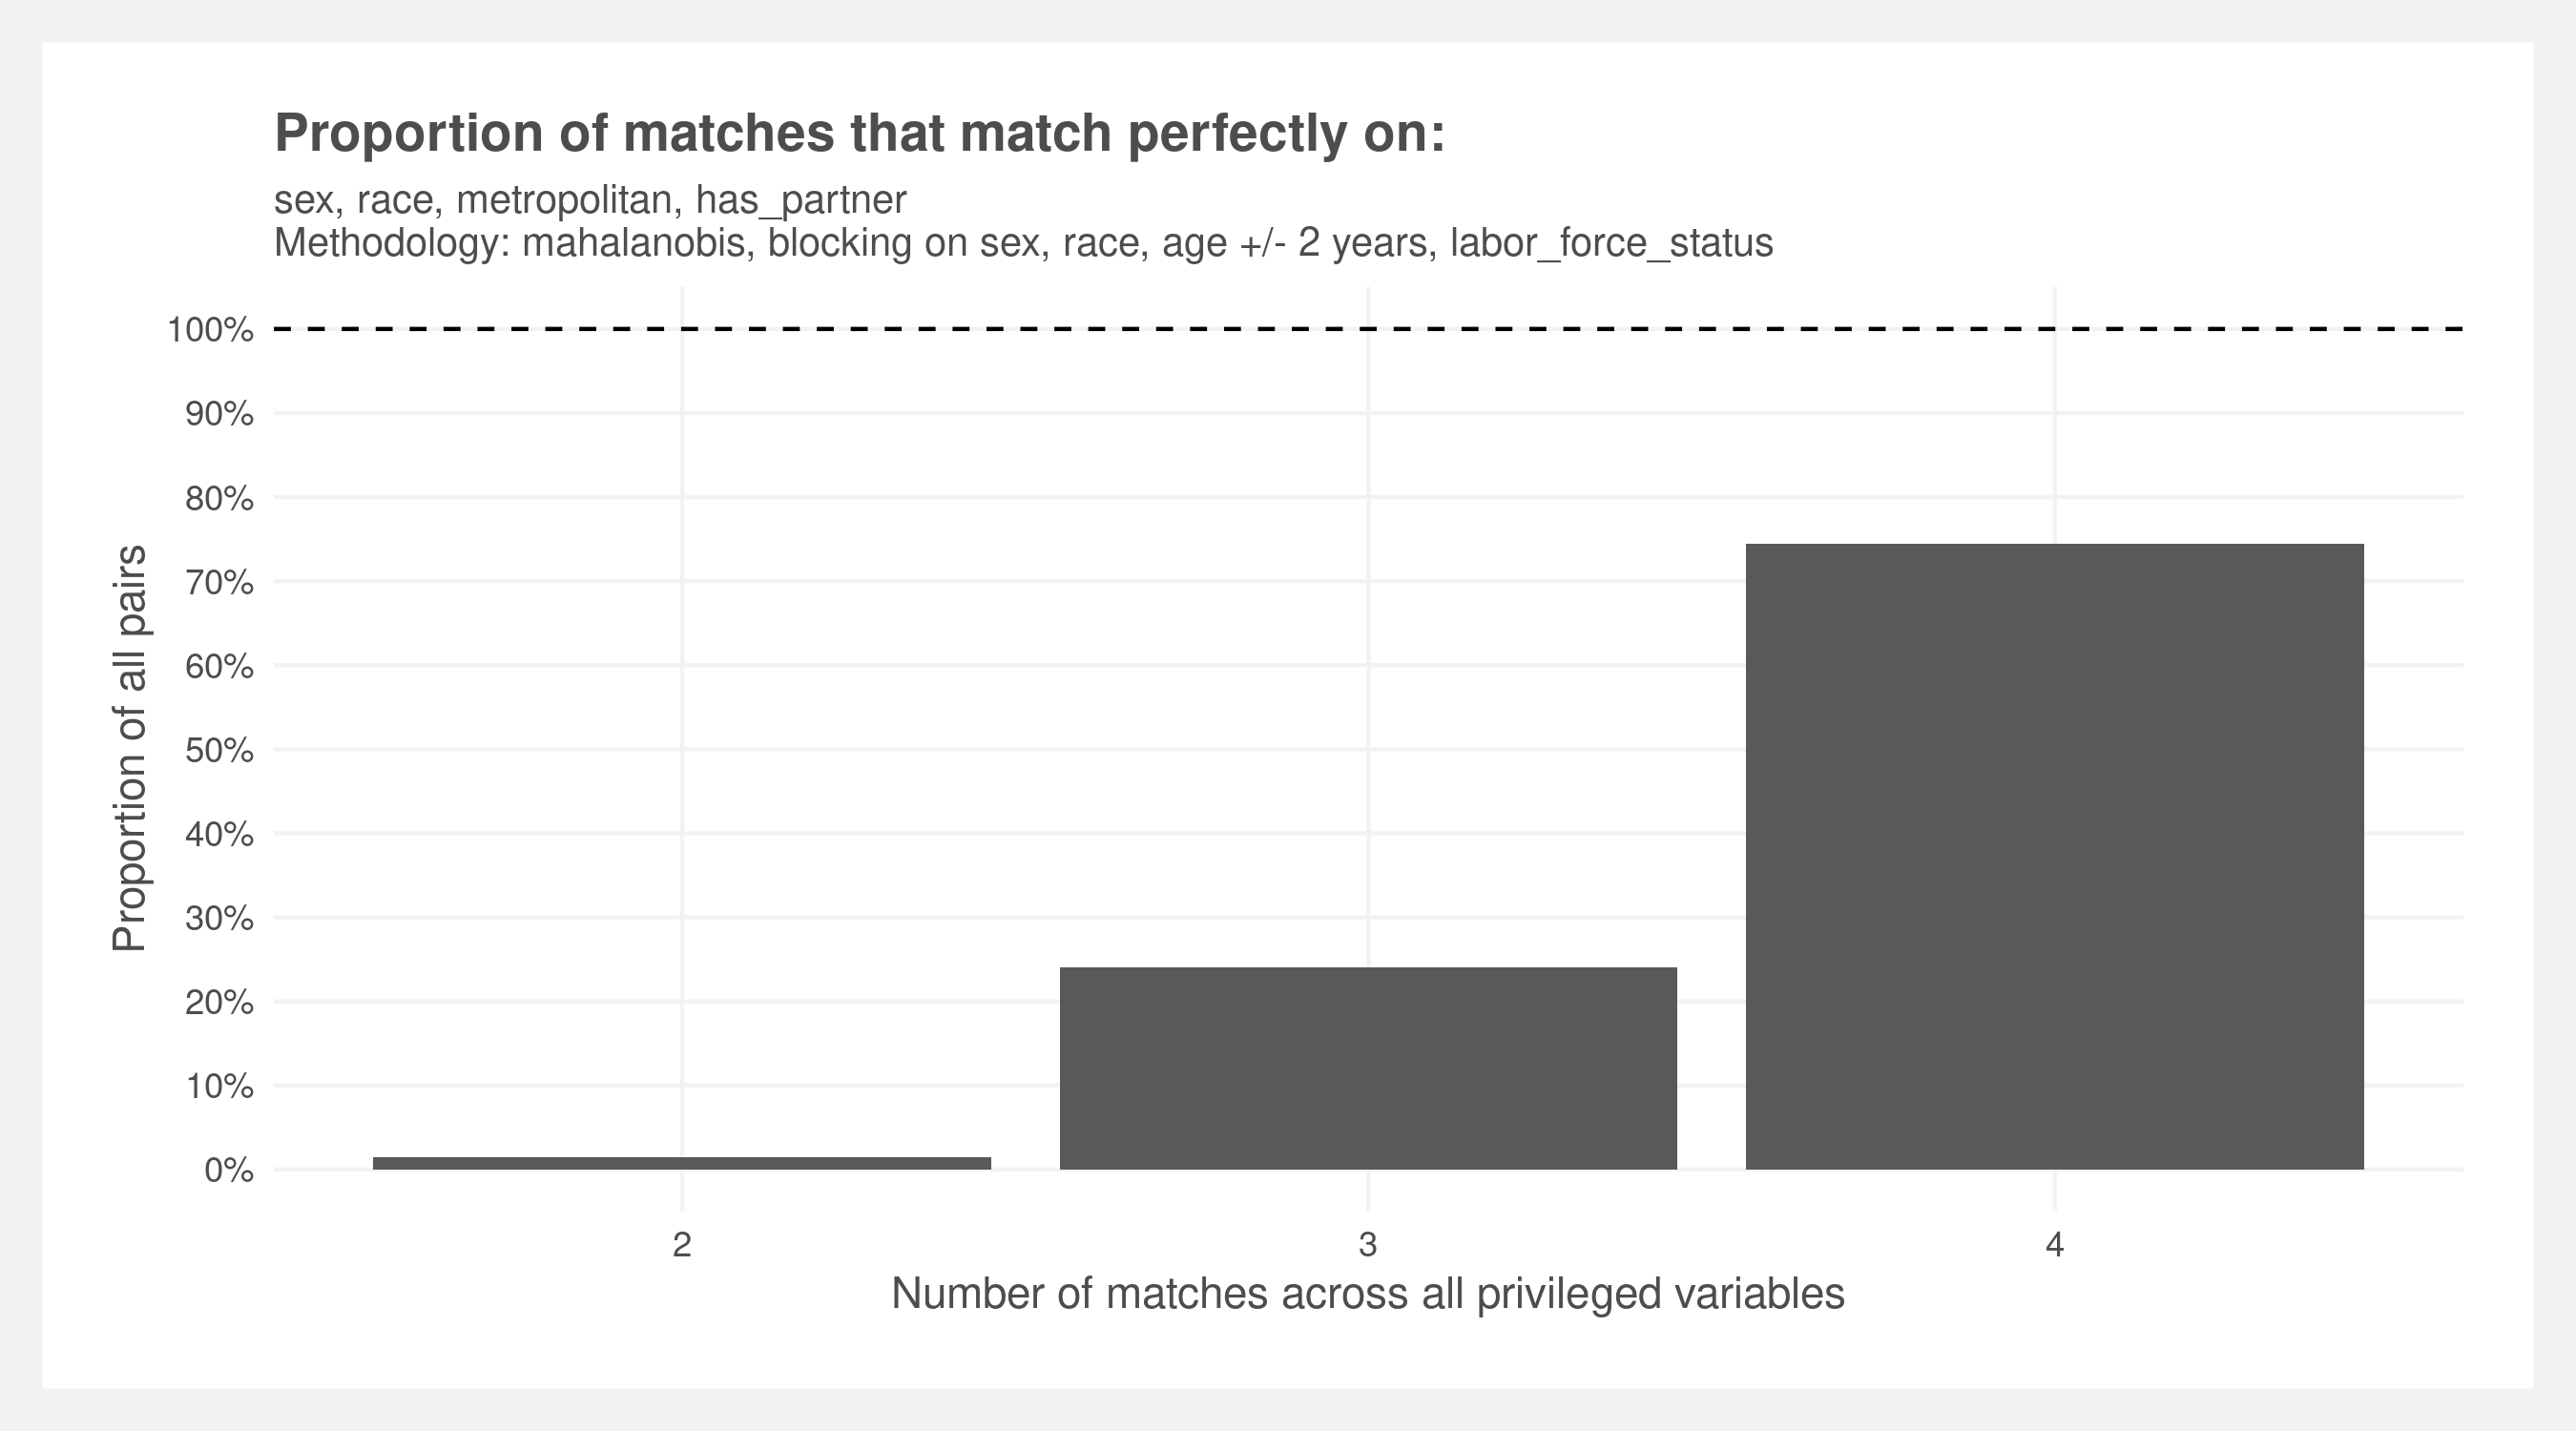 Proportion of matches that match perfectly on:
sex, race, metropolitan, has_partner
Methodology: mahalanobis, blocking on sex, race, age +/- 2 years, labor_force_status
Proportion of all pairs
100%
90%
80%
70%
60%
50%
40%
30%
20%
10%
0%
2
3
4
Number of matches across all privileged variables